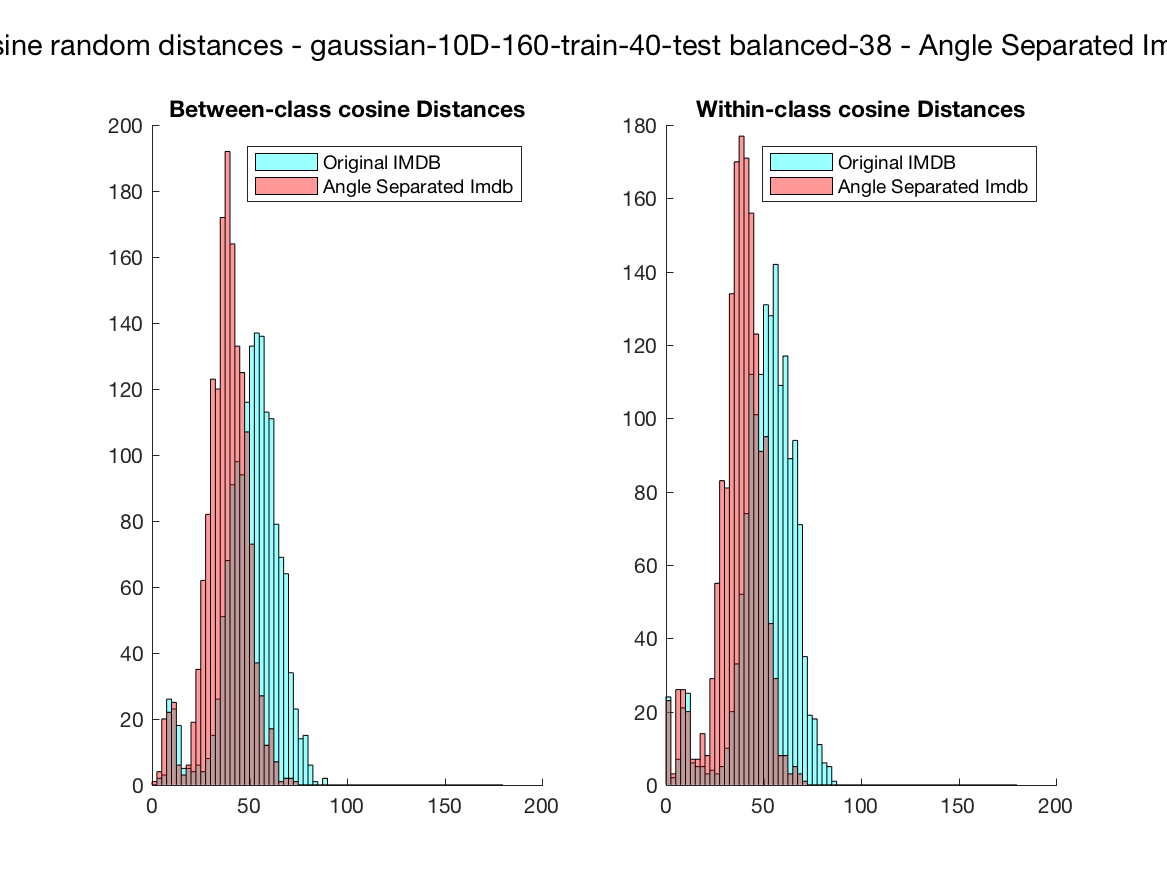 sine random distances - gaussian-10D-160-train-40-test balanced-38 - Angle Separated Im
Between-class cosine Distances
Within-class cosine Distances
Original IMDB
Angle Separated Imdb
Original IMDB
Angle Separated Imdb
200
180
160
140
120
100
80
60
40
20
0
0 50 100 150 200
180
160
140
120
100
80
60
40
20
0
0 50 100 150 200